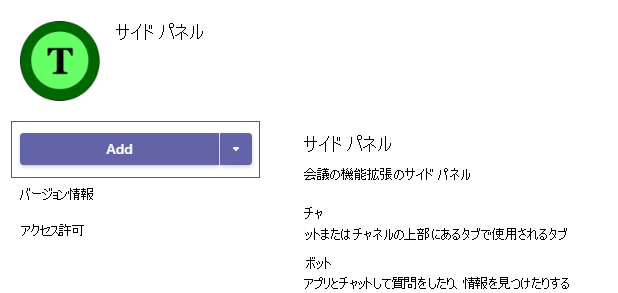 サイド パネル
T
Add
バージョン情報
アクセス許可
サイド パネル
会議の機能拡張のサイド パネル
チャ
ットまたはチャネルの上部にあるタブで使用されるタブ
ボット
アプリとチャットして質問をしたり、情報を見つけたりする